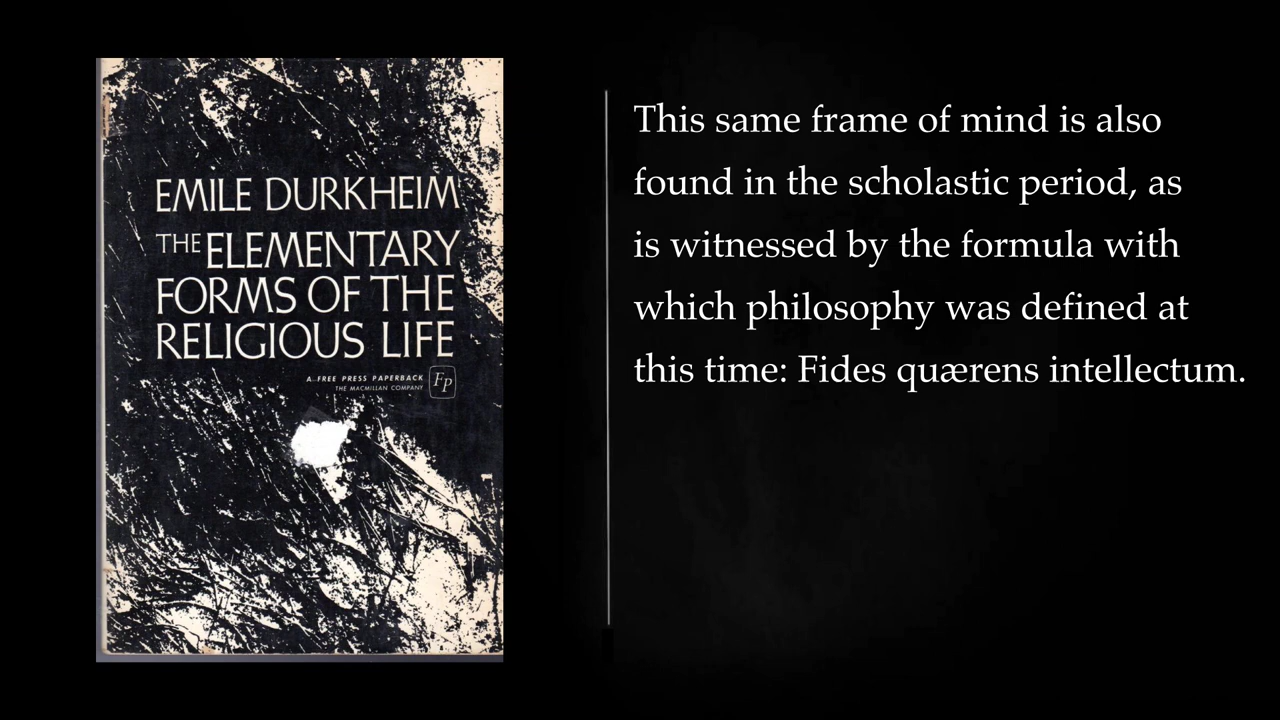 EMILE DURKHEIM
THE ELEMENTARY
FORMS OF THE
RELIGIOUS LIFE
A FREE PRESS PAPERBACK
THE MACMILLAN COMPANY
Fp
This same frame of mind is also
found in the scholastic period, as
is witnessed by the formula with
which philosophy was defined at
this time: Fides quærens intellectum.